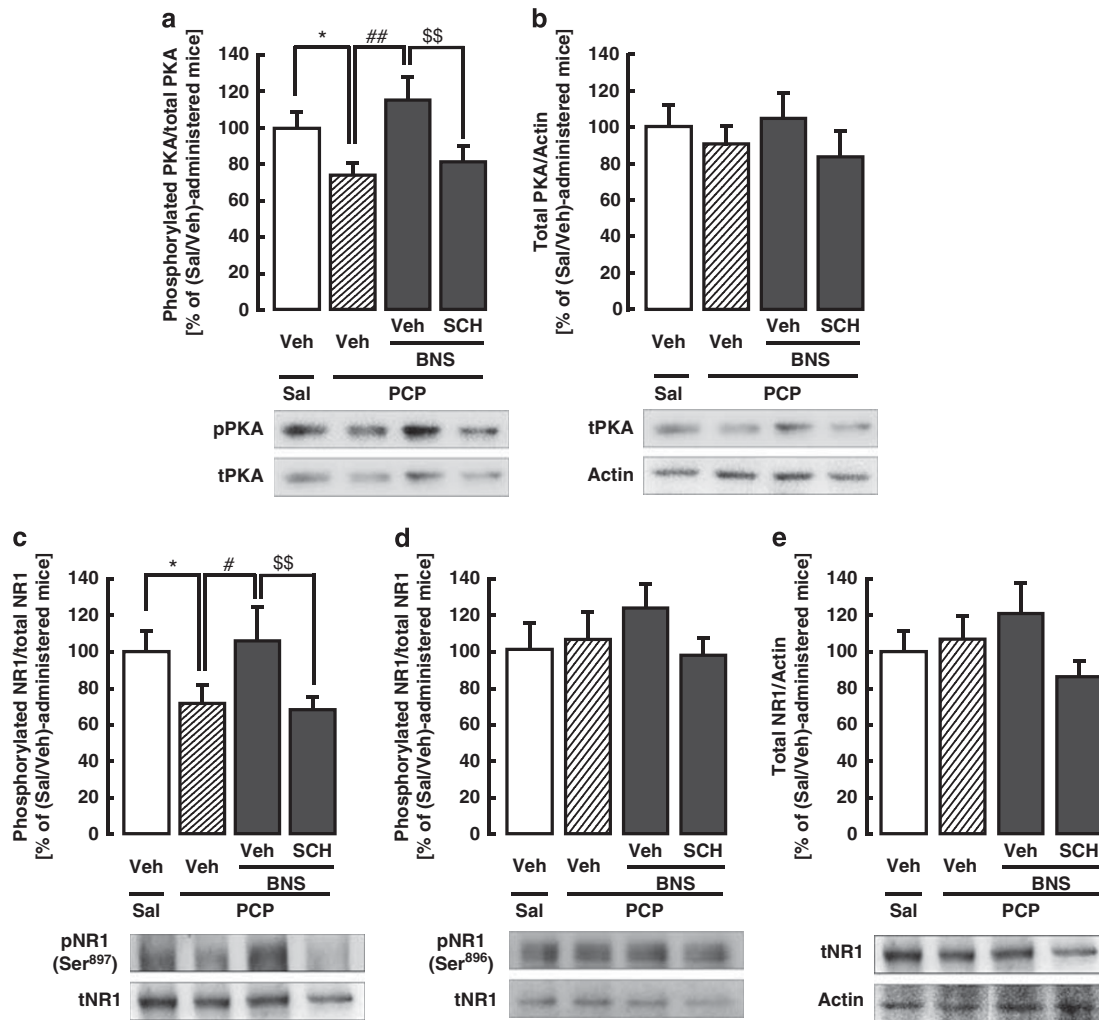 a
* ## $$
Phosphorylated PKA/total PKA
[% of (Sal/Veh)-administered mice]
140
120
100
80
60
40
20
0
Veh Veh Veh SCH
BNS
Sal PCP
pPKA
tPKA
b
Total PKA/Actin
[% of (Sal/Veh)-administered mice]
140
120
100
80
60
40
20
0
Veh Veh Veh SCH
BNS
Sal PCP
tPKA
Actin
c
* # $$
Phosphorylated NR1/total NR1
[% of (Sal/Veh)-administered mice]
140
120
100
80
60
40
20
0
Veh Veh Veh SCH
BNS
Sal PCP
pNR1
(Ser897)
tNR1
d
Phosphorylated NR1/total NR1
[% of (Sal/Veh)-administered mice]
140
120
100
80
60
40
20
0
Veh Veh Veh SCH
BNS
Sal PCP
pNR1
(Ser896)
tNR1
e
Total NR1/Actin
[% of (Sal/Veh)-administered mice]
140
120
100
80
60
40
20
0
Veh Veh Veh SCH
BNS
Sal PCP
tNR1
Actin